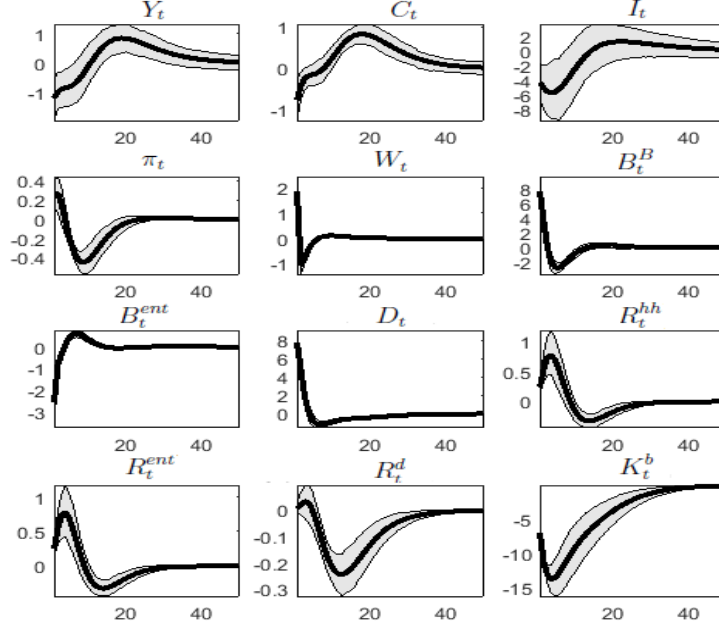 Y_t C_t I_t
1 0 -1 20 40
1 0 -1 20 40
2 0 -2 -4 -6 -8 20 40
π_t W_t B_t^B
0.4 0.2 0 -0.2 -0.4 20 40
2 1 0 -1 20 40
8 6 4 2 0 -2 20 40
B_t^{ent} D_t R_t^{hh}
0 -1 -2 -3 20 40
8 6 4 2 0 20 40
1 0.5 0 20 40
R_t^{ent} R_t^d K_t^b
1 0.5 0 20 40
0 -0.1 -0.2 -0.3 20 40
-5 -10 -15 20 40